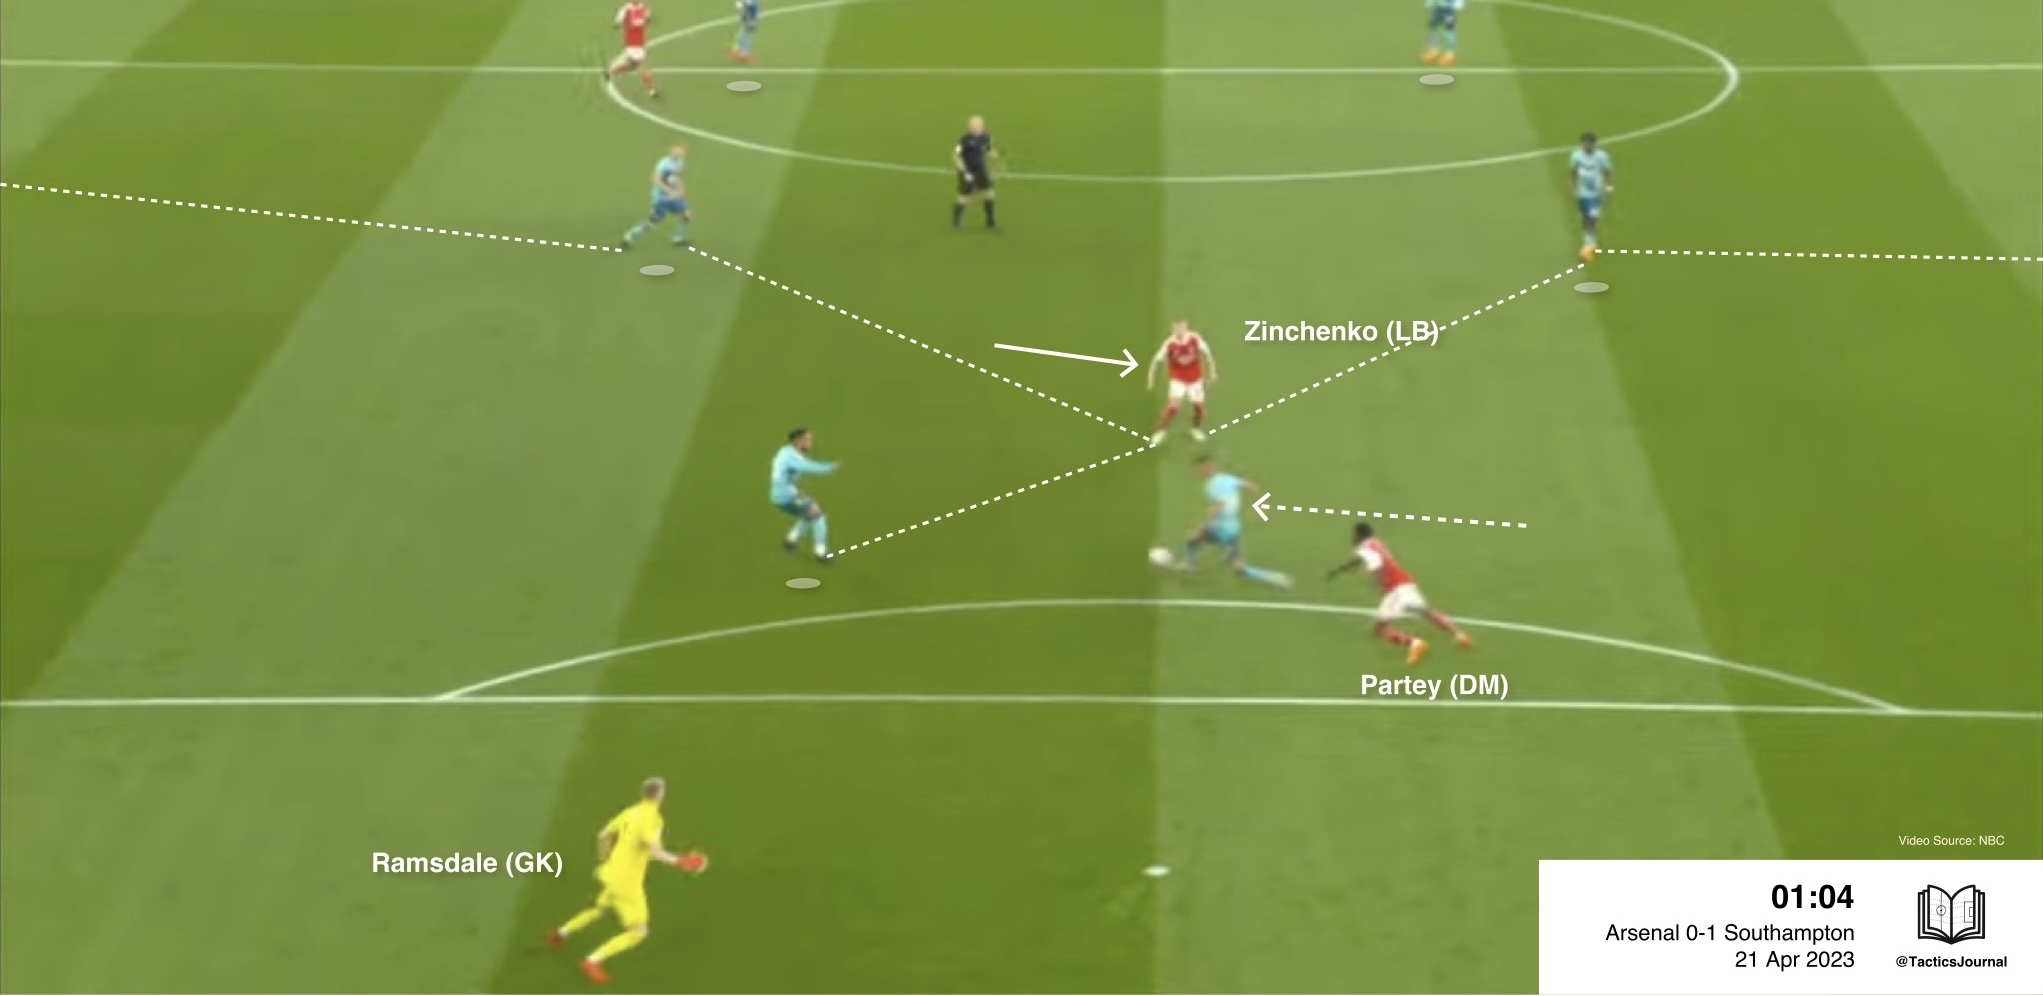 Zinchenko (LB)
Partey (DM)
Ramsdale (GK)
Video Source: NBC
01:04
Arsenal 0-1 Southampton
21 Apr 2023
@TacticsJournal